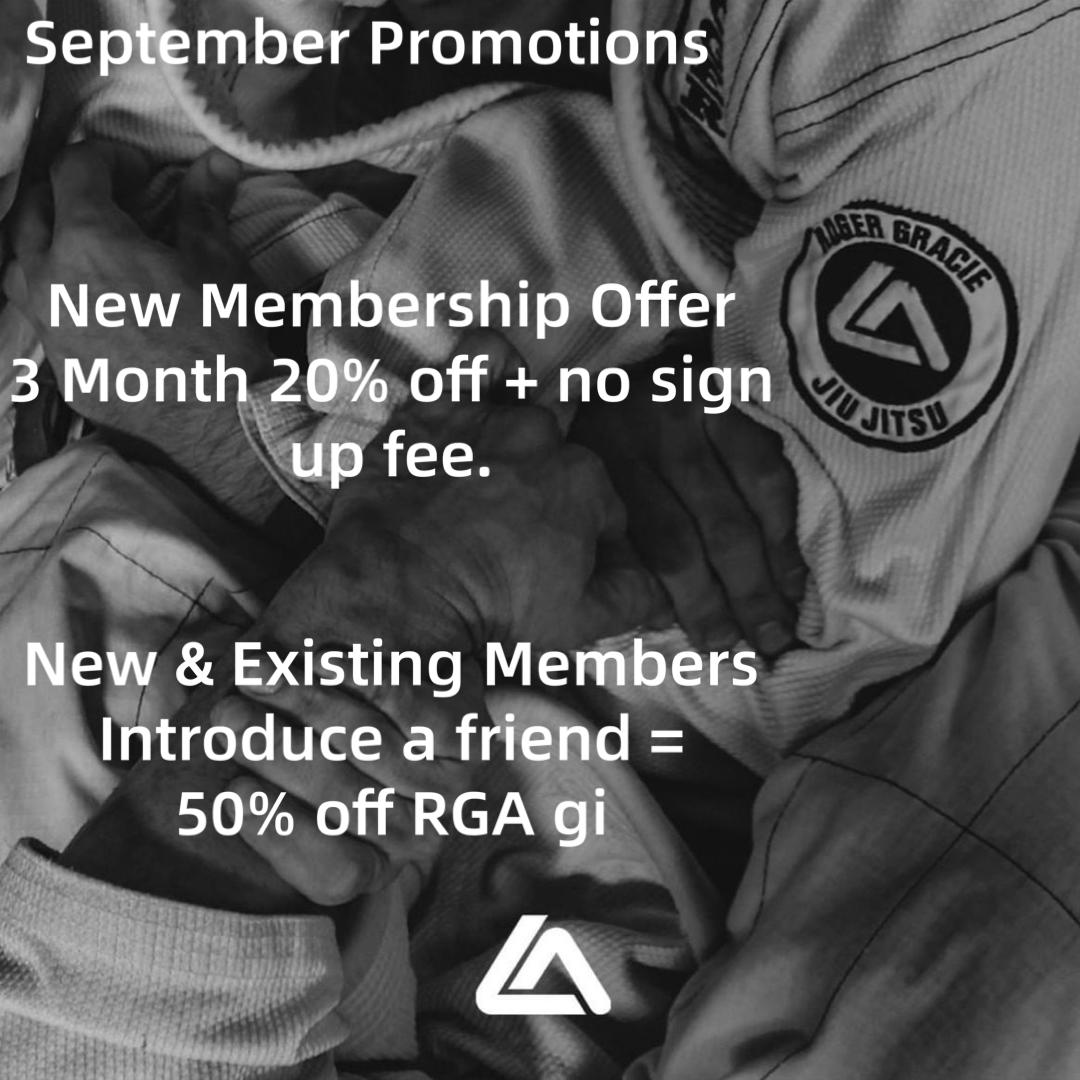 September Promotions
New Membership Offer
3 Month 20% off + no sign
up fee.
New & Existing Members
Introduce a friend =
50% off RGA gi
ROGER GRACIE
JIU JITSU